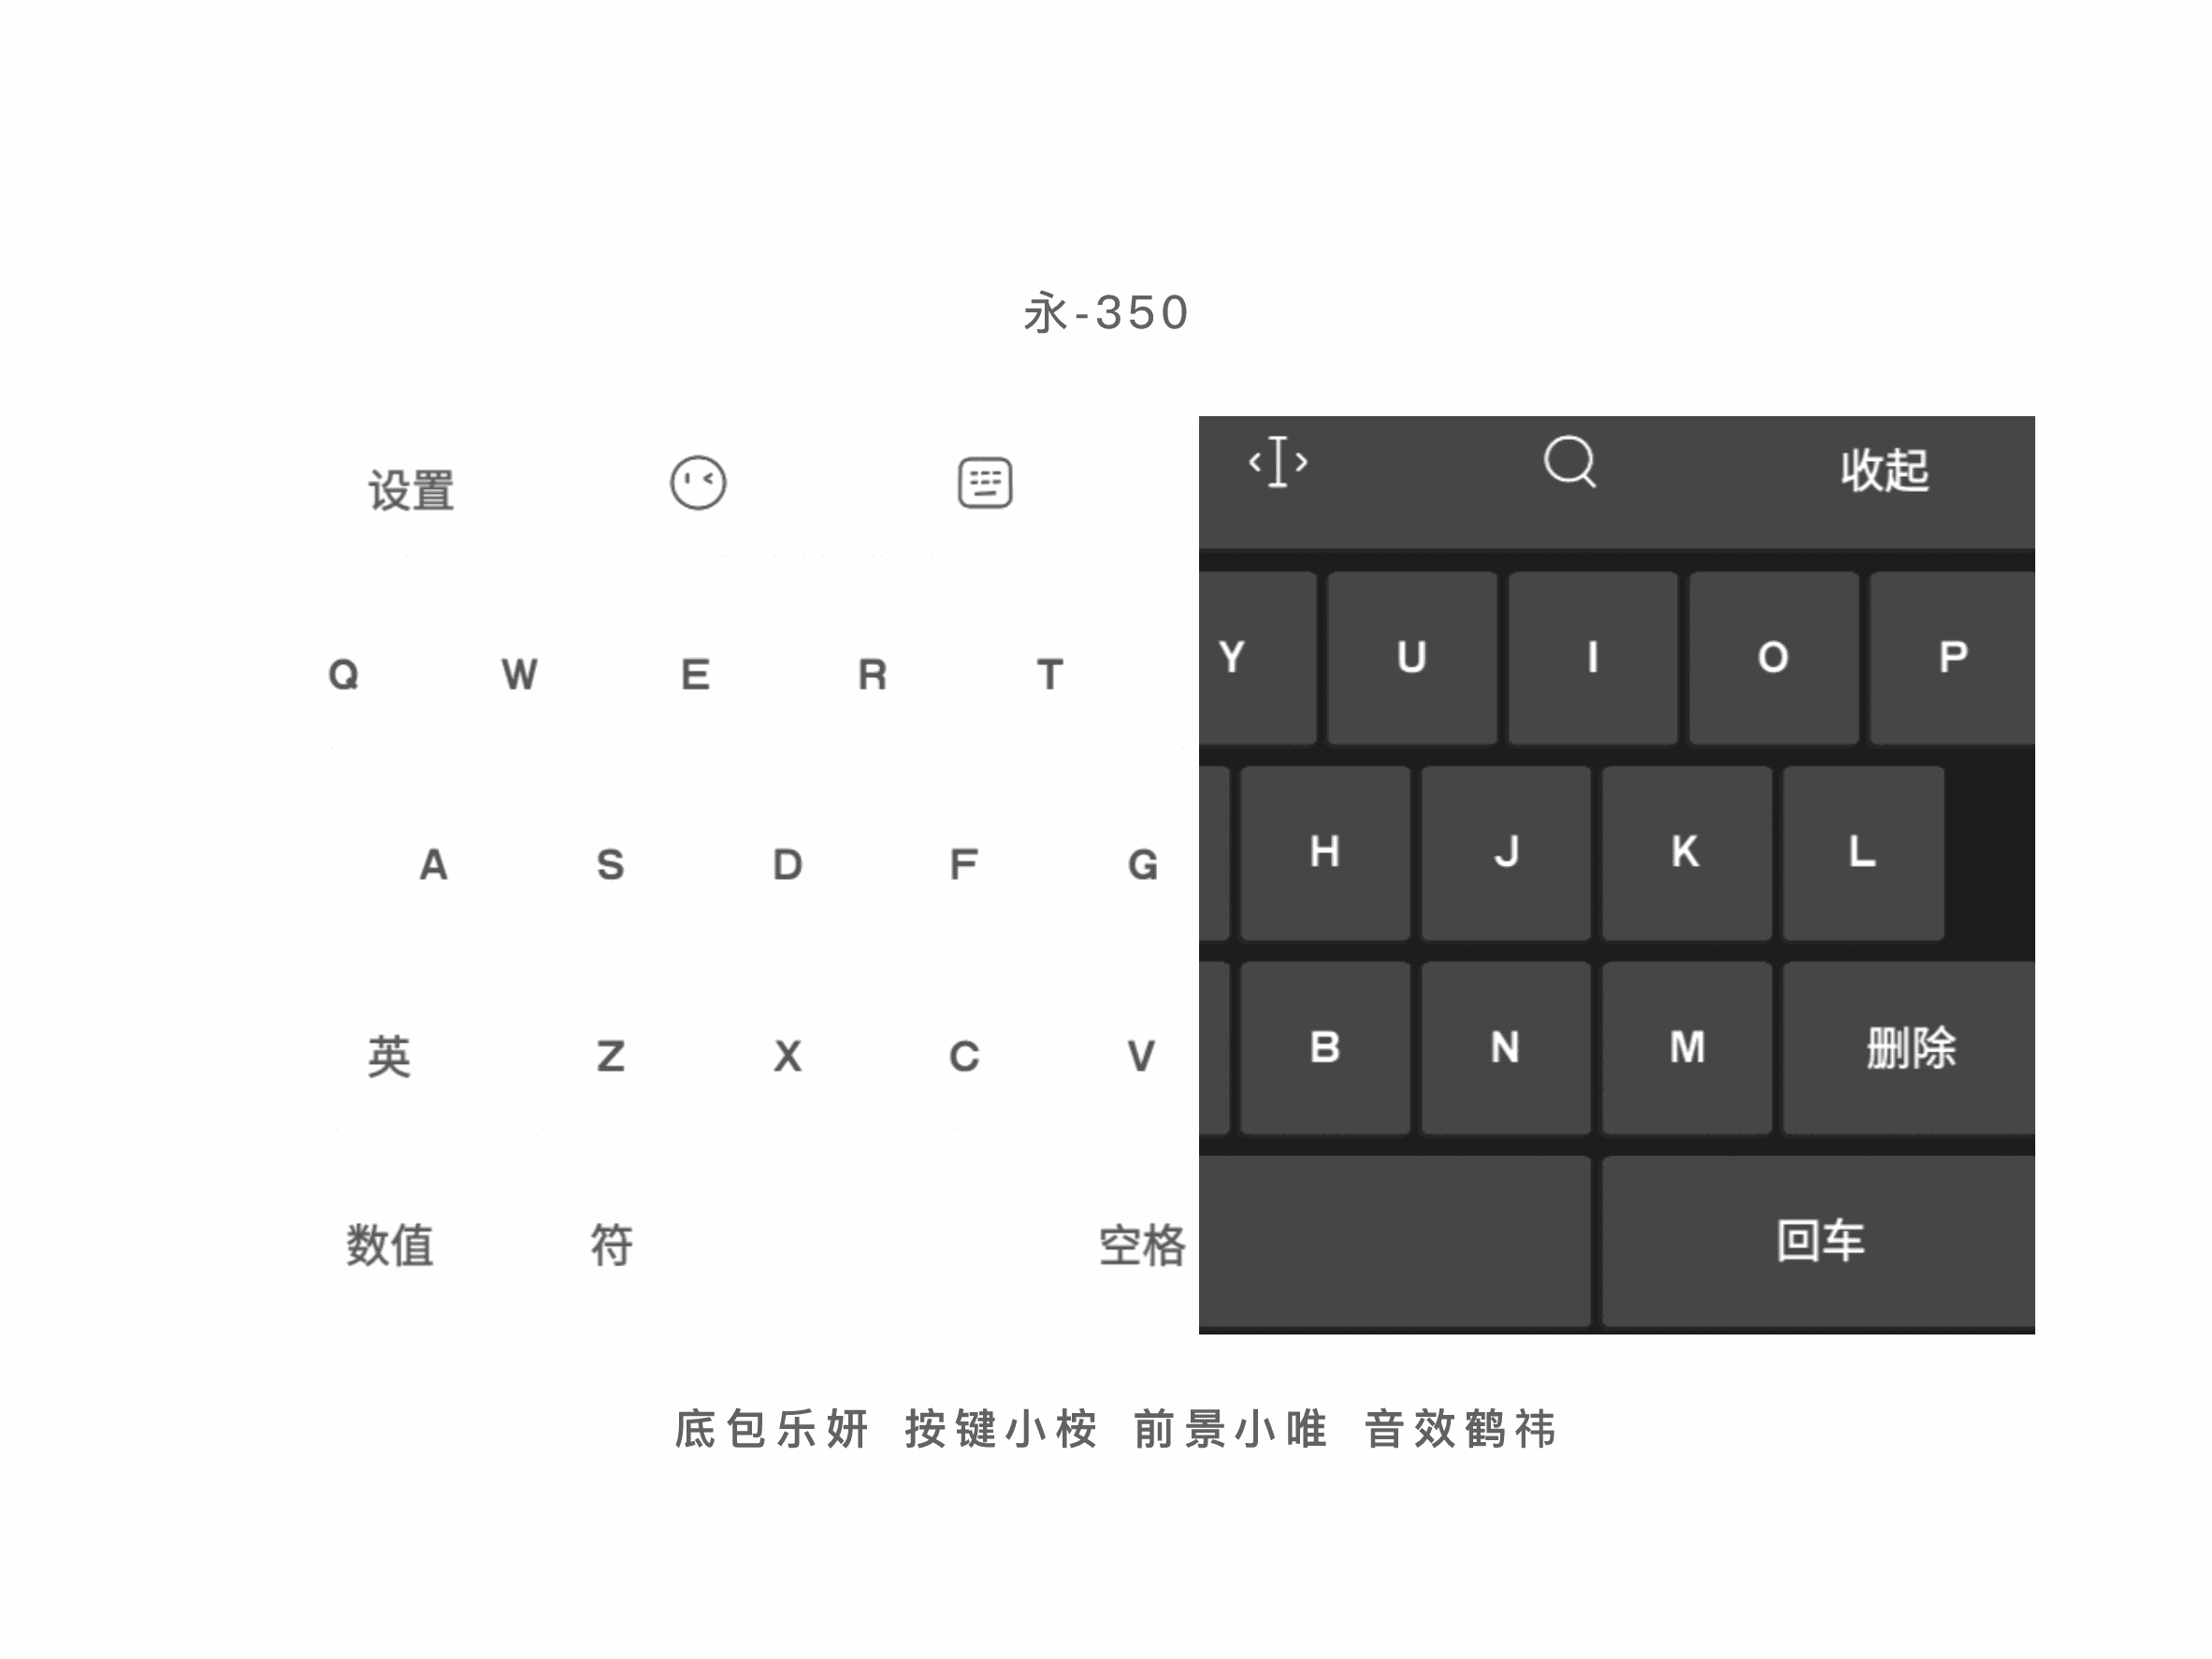 永-350
设置 收起
Q W E R T Y U I O P
A S D F G H J K L
英 Z X C V B N M 删除
数值 符 空格 回车
底包乐妍 按键小桉 前景小唯 音效鹤祎